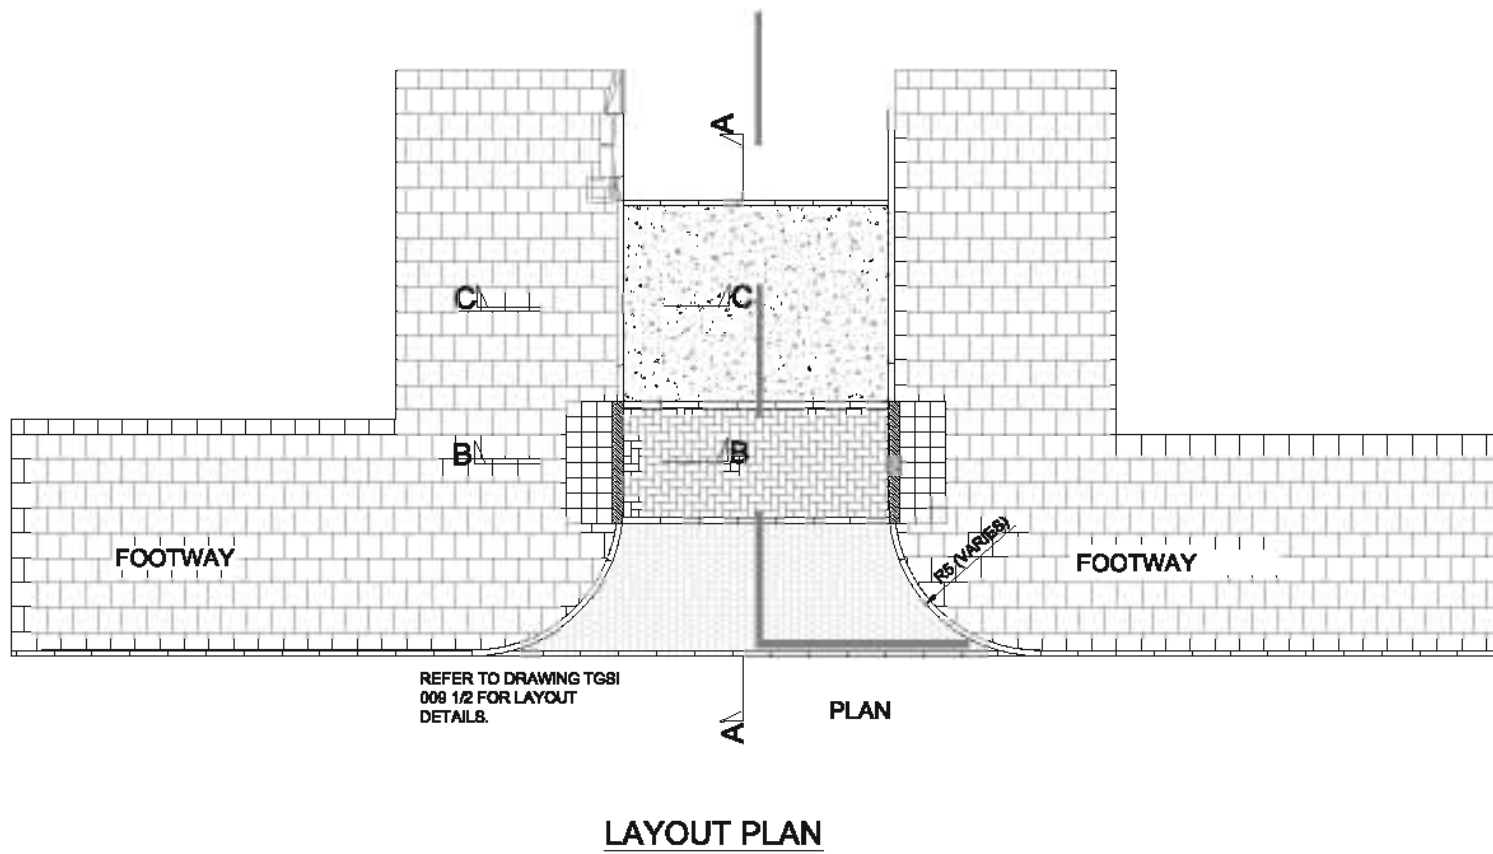 A
C
C
B
B
FOOTWAY
R5 (VARIES)
FOOTWAY
REFER TO DRAWING TGSI
009 1/2 FOR LAYOUT
DETAILS.
A
PLAN
LAYOUT PLAN